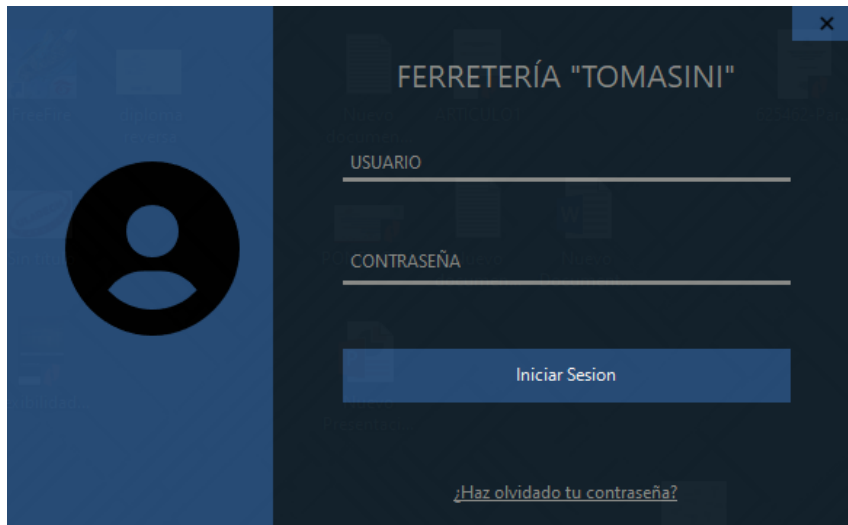 FERRETERÍA "TOMASINI"
USUARIO
CONTRASEÑA
Iniciar Sesion
¿Haz olvidado tu contraseña?